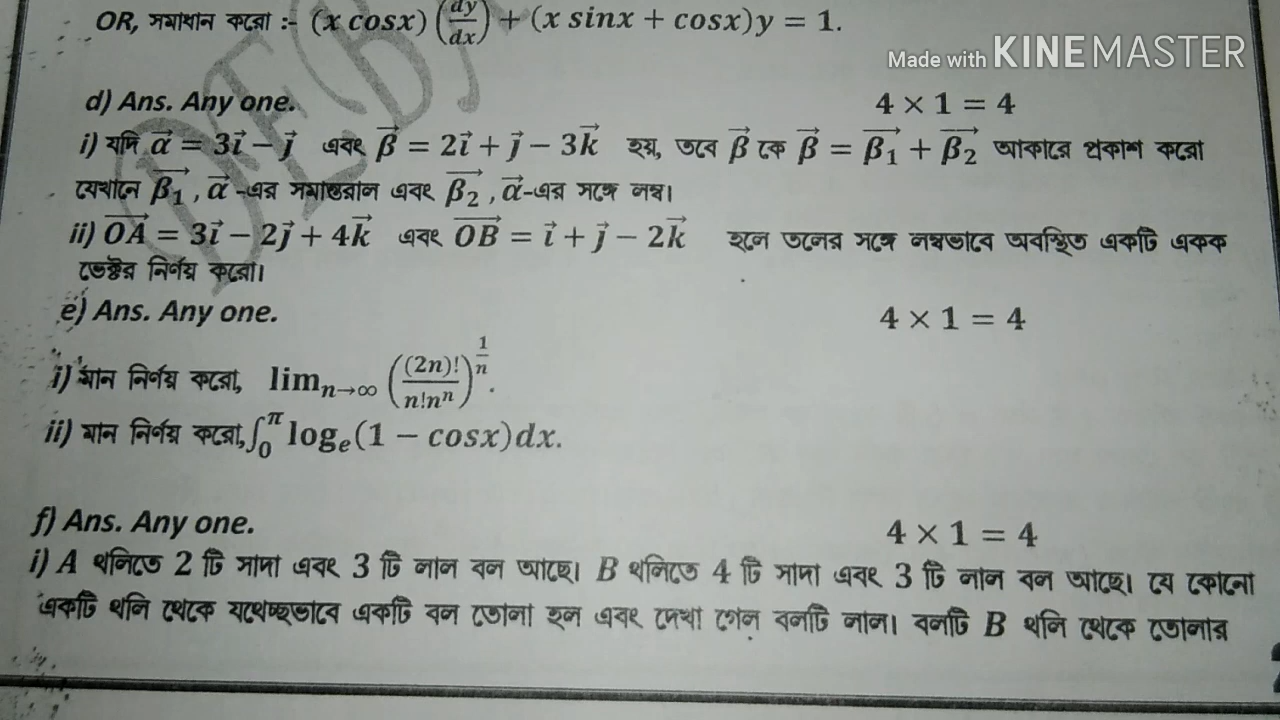 OR, সমাধান করো :- (x cosx) (dy/dx) + (x sinx + cosx)y = 1.
Made with KINEMASTER
d) Ans. Any one. 4 × 1 = 4
i) যদি α⃗ = 3i⃗ − j⃗ এবং β⃗ = 2i⃗ + j⃗ − 3k⃗ হয়, তবে β⃗ কে β⃗ = β₁⃗ + β₂⃗ আকারে প্রকাশ করো
যেখানে β₁⃗ , α⃗ -এর সমান্তরাল এবং β₂⃗ , α⃗-এর সঙ্গে লম্ব।
ii) OA⃗ = 3i⃗ − 2j⃗ + 4k⃗ এবং OB⃗ = i⃗ + j⃗ − 2k⃗ হলে তলের সঙ্গে লম্বভাবে অবস্থিত একটি একক
ভেক্টর নির্ণয় করো।
e) Ans. Any one. 4 × 1 = 4
i) মান নির্ণয় করো, lim n→∞ ((2n)!/n!nⁿ)^(1/n).
ii) মান নির্ণয় করো, ∫₀^π logₑ(1 − cosx)dx.
f) Ans. Any one. 4 × 1 = 4
i) A থলিতে 2 টি সাদা এবং 3 টি লাল বল আছে। B থলিতে 4 টি সাদা এবং 3 টি লাল বল আছে। যে কোনো
একটি থলি থেকে যথেচ্ছভাবে একটি বল তোলা হল এবং দেখা গেল বলটি লাল। বলটি B থলি থেকে তোলার